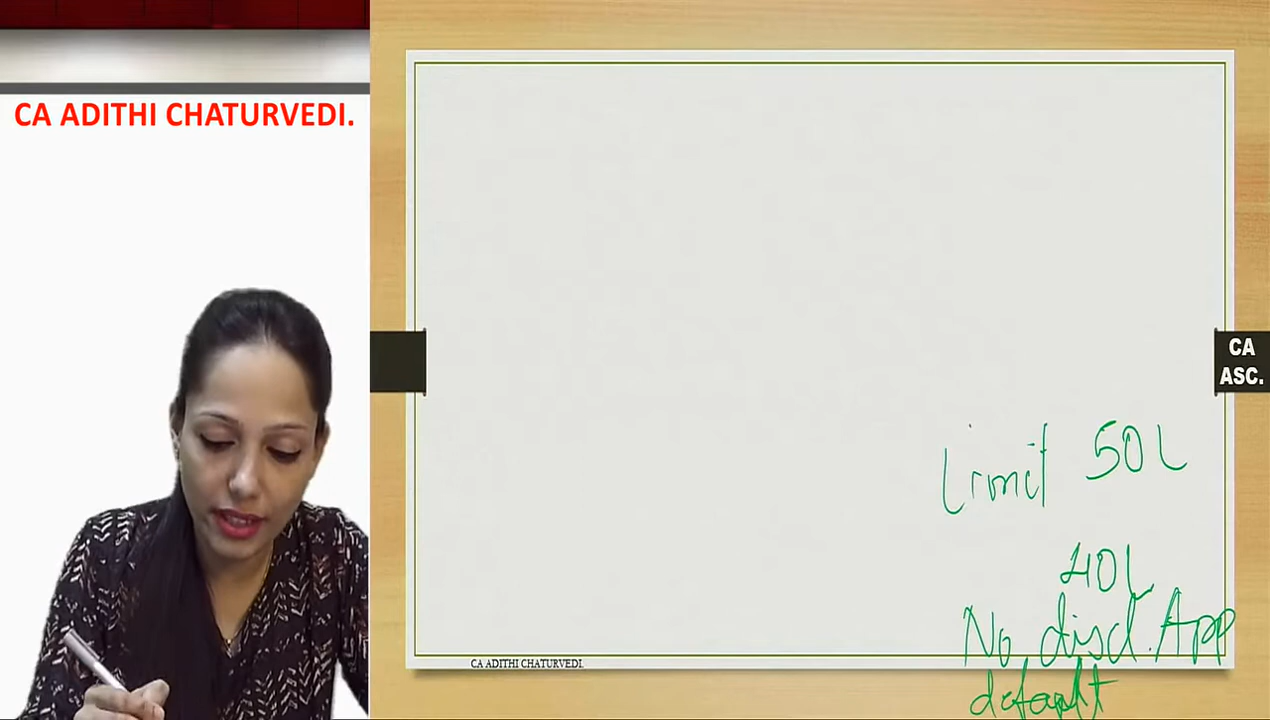 CA ADITHI CHATURVEDI.
CA
ASC.
Limit 50L
40L
No discl. App
default
CA ADITHI CHATURVEDI.